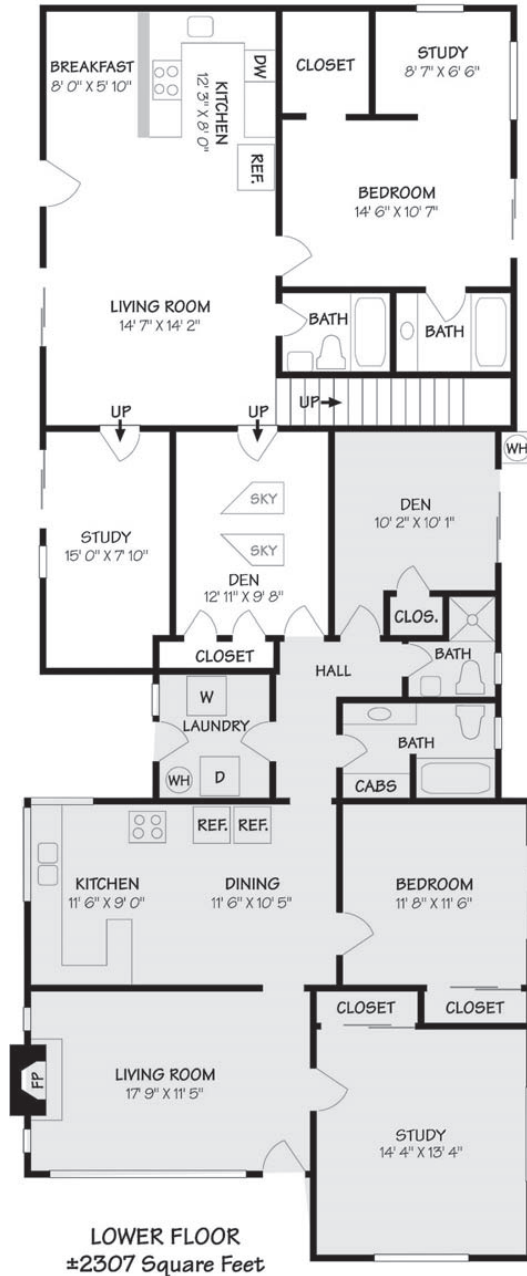 BREAKFAST
8' 0" X 5' 10"
KITCHEN
12' 3" X 8' 0"
DW
REF.
CLOSET
STUDY
8' 7" X 6' 6"
BEDROOM
14' 6" X 10' 7"
LIVING ROOM
14' 7" X 14' 2"
BATH
BATH
UP
UP
UP
WH
STUDY
15' 0" X 7' 10"
SKY
SKY
DEN
12' 11" X 9' 8"
DEN
10' 2" X 10' 1"
CLOS.
CLOSET
HALL
BATH
W
LAUNDRY
WH
D
BATH
CABS
REF.
REF.
KITCHEN
11' 6" X 9' 0"
DINING
11' 6" X 10' 5"
BEDROOM
11' 8" X 11' 6"
CLOSET
CLOSET
FP
LIVING ROOM
17' 9" X 11' 5"
STUDY
14' 4" X 13' 4"
LOWER FLOOR
±2307 Square Feet